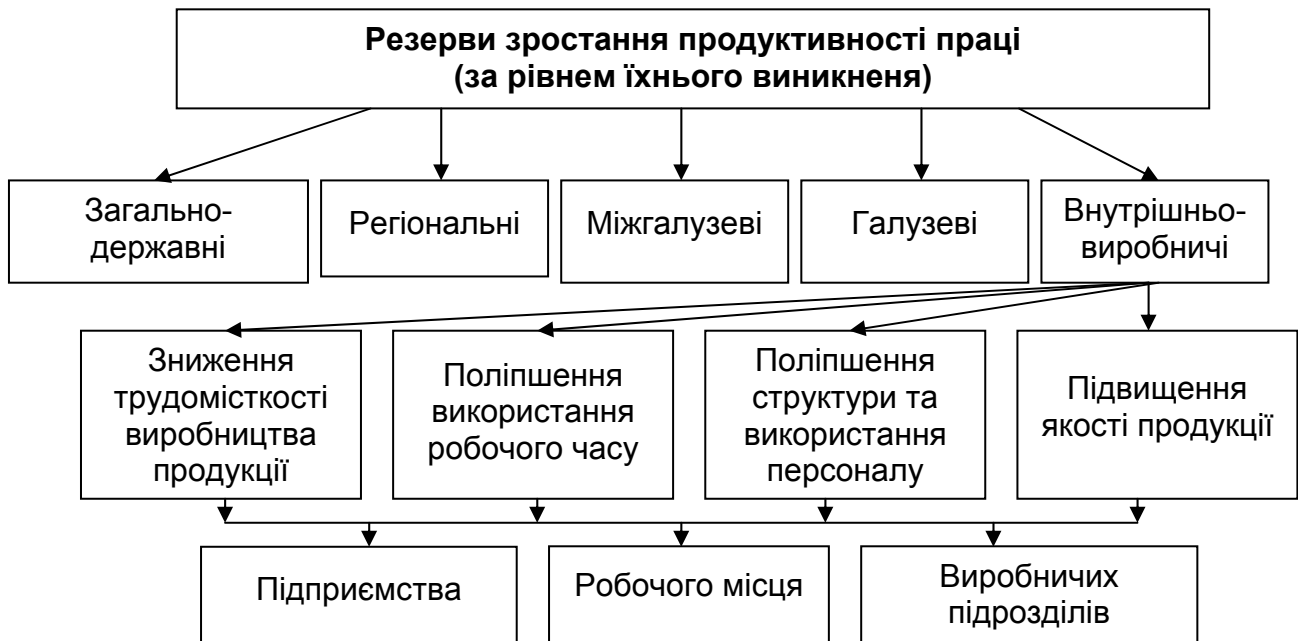 Резерви зростання продуктивності праці
(за рівнем їхнього виникненя)
Загально-
державні
Регіональні
Міжгалузеві
Галузеві
Внутрішньо-
виробничі
Зниження
трудомісткості
виробництва
продукції
Поліпшення
використання
робочого часу
Поліпшення
структури та
використання
персоналу
Підвищення
якості продукції
Підприємства
Робочого місця
Виробничих
підрозділів